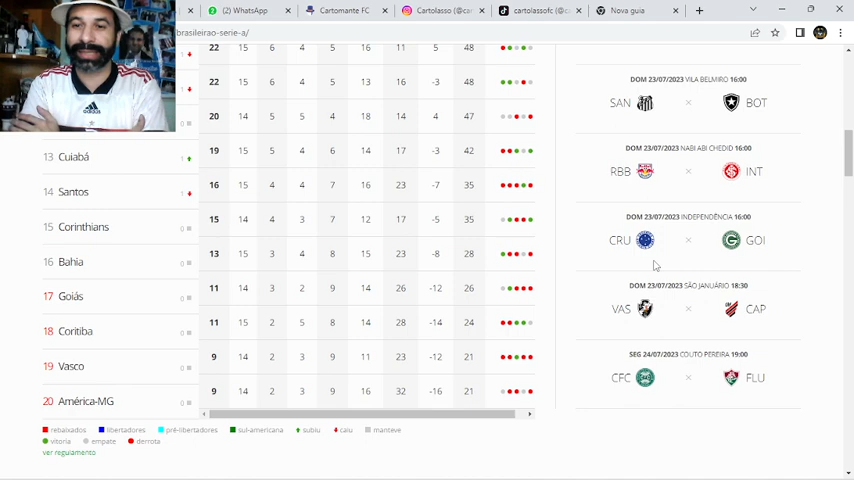 (2) WhatsApp × Cartomante FC × Cartolasso (@car × cartolassofc (@c × Nova guia ×
brasileirao-serie-a/
22 15 6 4 5 16 11 5 48
DOM 23/07/2023 VILA BELMIRO 16:00
1 22 15 6 4 5 13 16 -3 48
SAN × BOT
1
0 20 14 5 5 4 18 14 4 47
DOM 23/07/2023 NABI ABI CHEDID 16:00
13 Cuiabá 1 19 15 5 4 6 14 17 -3 42
RBB × INT
14 Santos 1 16 15 4 4 7 16 23 -7 35
DOM 23/07/2023 INDEPENDÊNCIA 16:00
15 Corinthians 0 15 14 4 3 7 12 17 -5 35
CRU × GOI
16 Bahia 0 13 15 3 4 8 15 23 -8 28
DOM 23/07/2023 SÃO JANUÁRIO 18:30
17 Goiás 0 11 14 3 2 9 14 26 -12 26
VAS × CAP
18 Coritiba 0 11 15 2 5 8 14 28 -14 24
SEG 24/07/2023 COUTO PEREIRA 19:00
19 Vasco 0 9 14 2 3 9 11 23 -12 21
CFC × FLU
20 América-MG 0 9 14 2 3 9 16 32 -16 21
rebaixados libertadores pré-libertadores sul-americana subiu caiu mantéve
vitoria empate derrota
ver regulamento
adidas